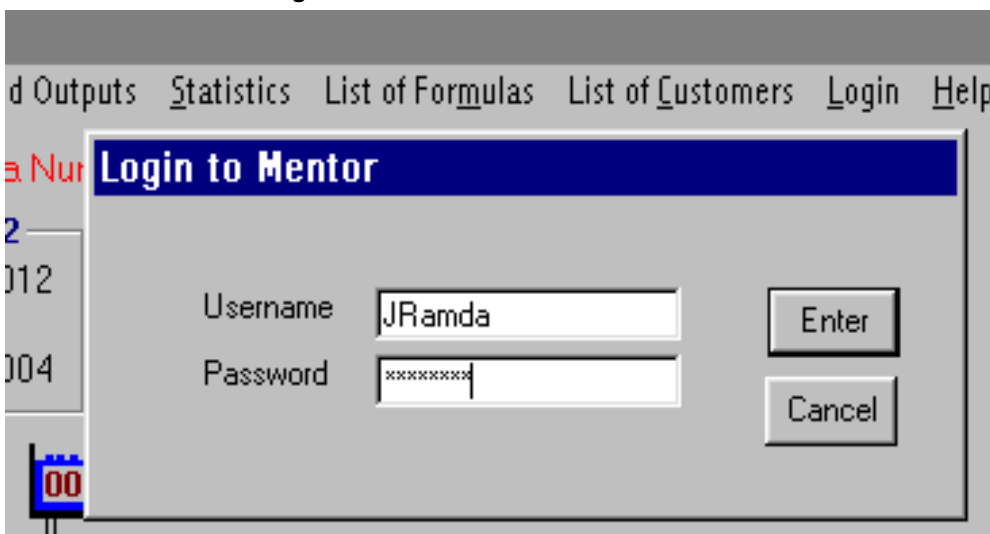 d Outputs Statistics List of Formulas List of Customers Login Help
a Nur
Login to Mentor
2
012
Username JRamda Enter
004
Password ******** 
Cancel
00